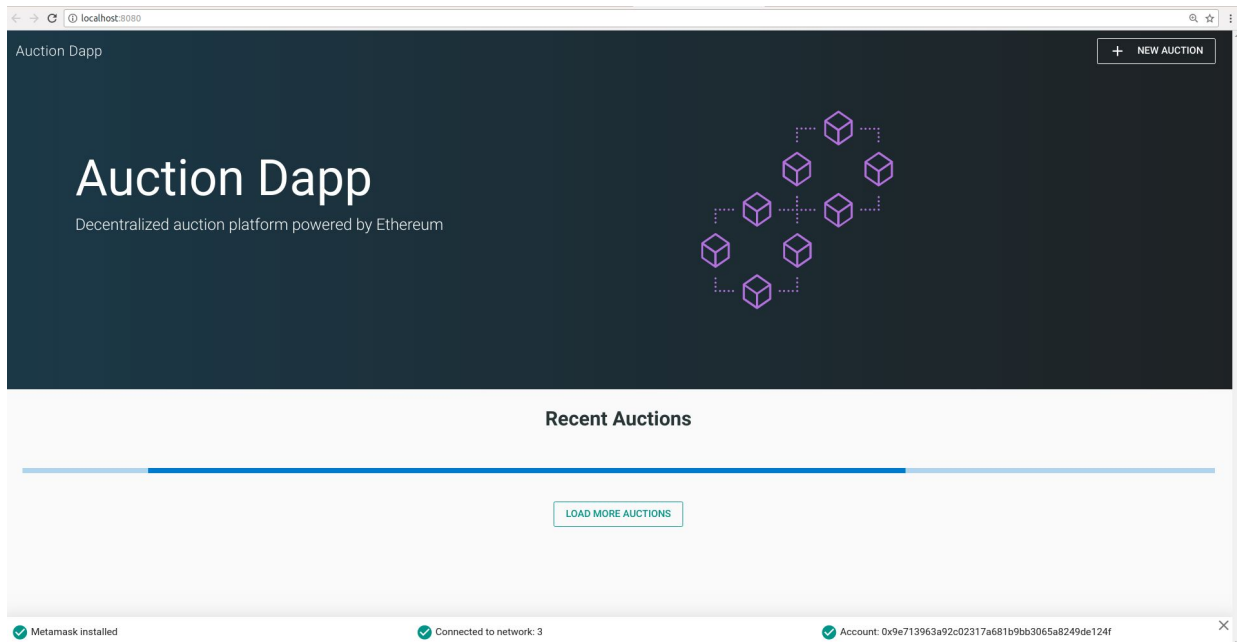 localhost:8080
Auction Dapp
NEW AUCTION
Auction Dapp
Decentralized auction platform powered by Ethereum
Recent Auctions
LOAD MORE AUCTIONS
Metamask installed
Connected to network: 3
Account: 0x9e713963a92c02317a681b9bb3065a8249de124f